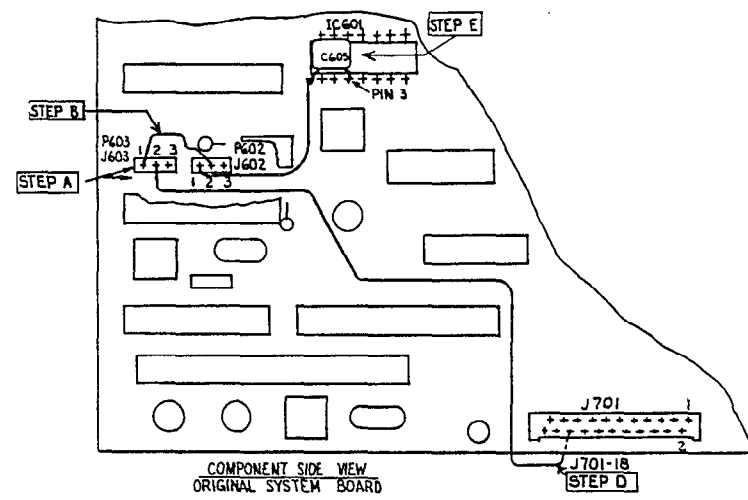 IC601
STEP E
C605
PIN 3
STEP B
P603
J603
1 2 3
P602
J602
1 2 3
STEP A
J701
1
2
J701-18
STEP D
COMPONENT SIDE VIEW
ORIGINAL SYSTEM BOARD